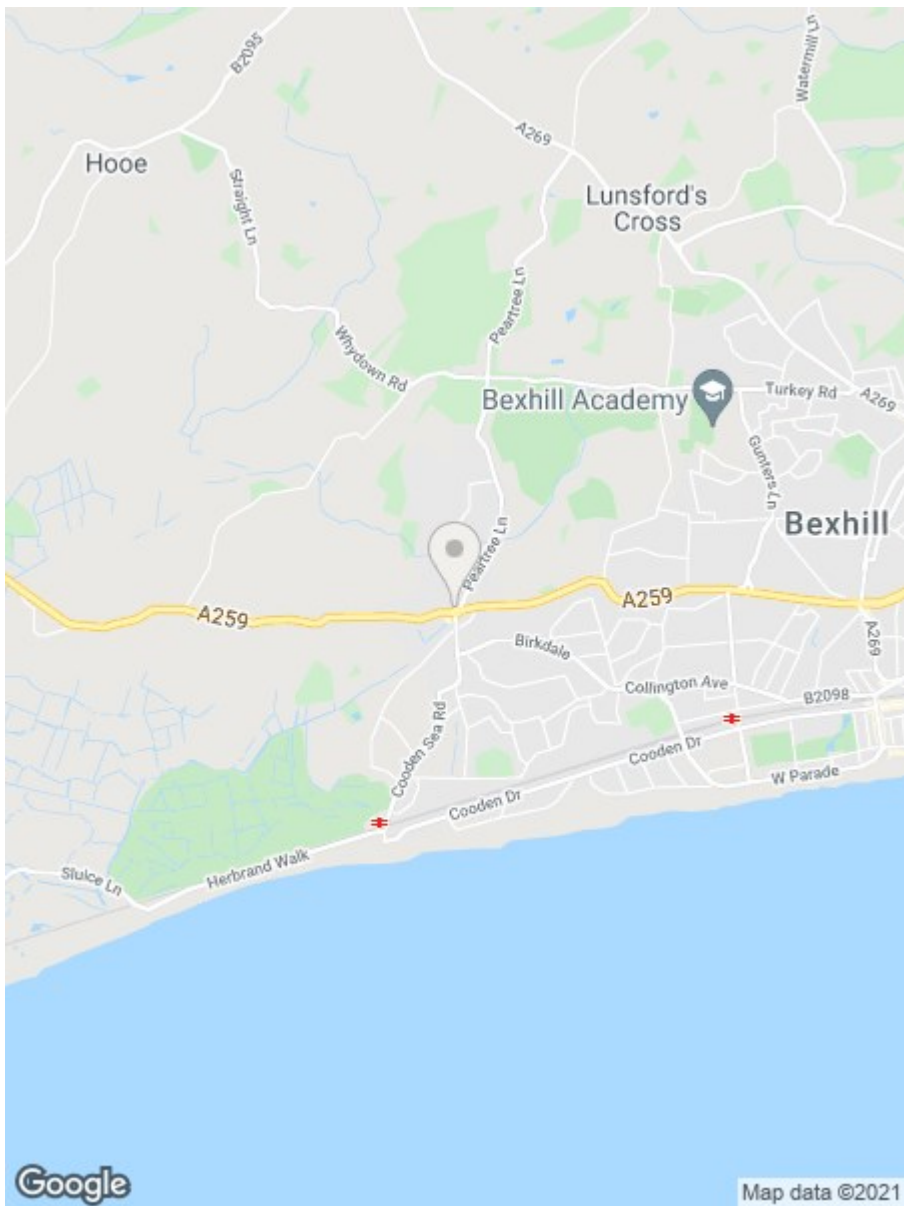 B2095
Watermill Ln
A269
Hooe
Straight Ln
Lunsford's
Cross
Peartree Ln
Whydown Rd
Bexhill Academy
Turkey Rd
A269
Gunters Ln
Bexhill
Peartree Ln
A259
A259
Birkdale
A269
Collington Ave
B2098
Cooden Sea Rd
Cooden Dr
W Parade
Cooden Dr
Herbrand Walk
Sluice Ln
Google
Map data ©2021